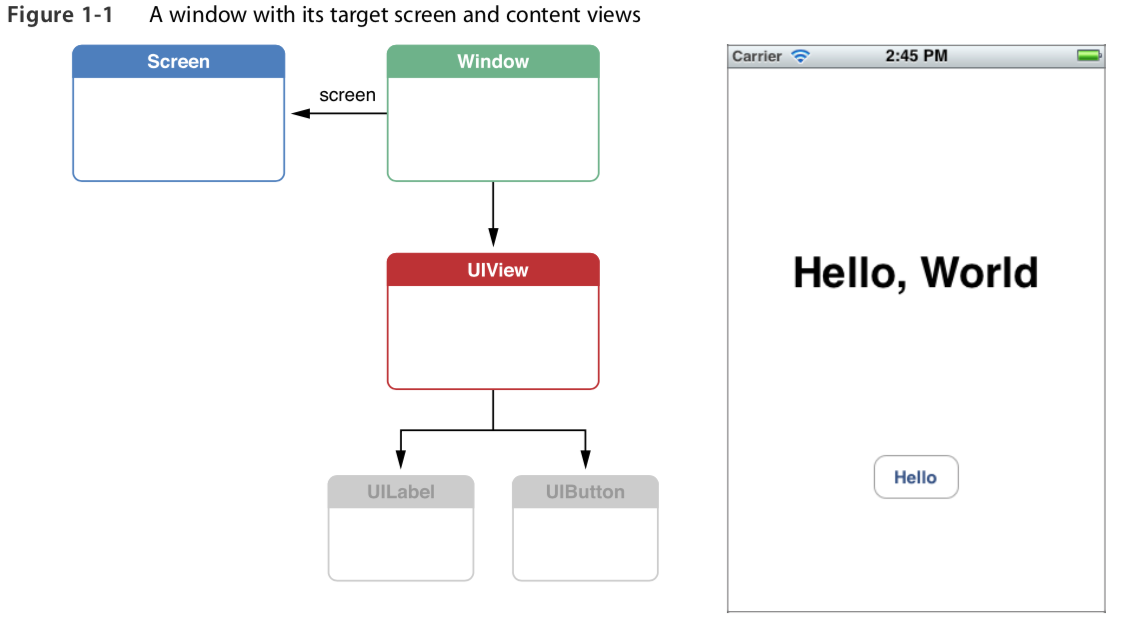 Figure 1-1 A window with its target screen and content views
Screen
screen
Window
UIView
UILabel
UIButton
Carrier 2:45 PM
Hello, World
Hello